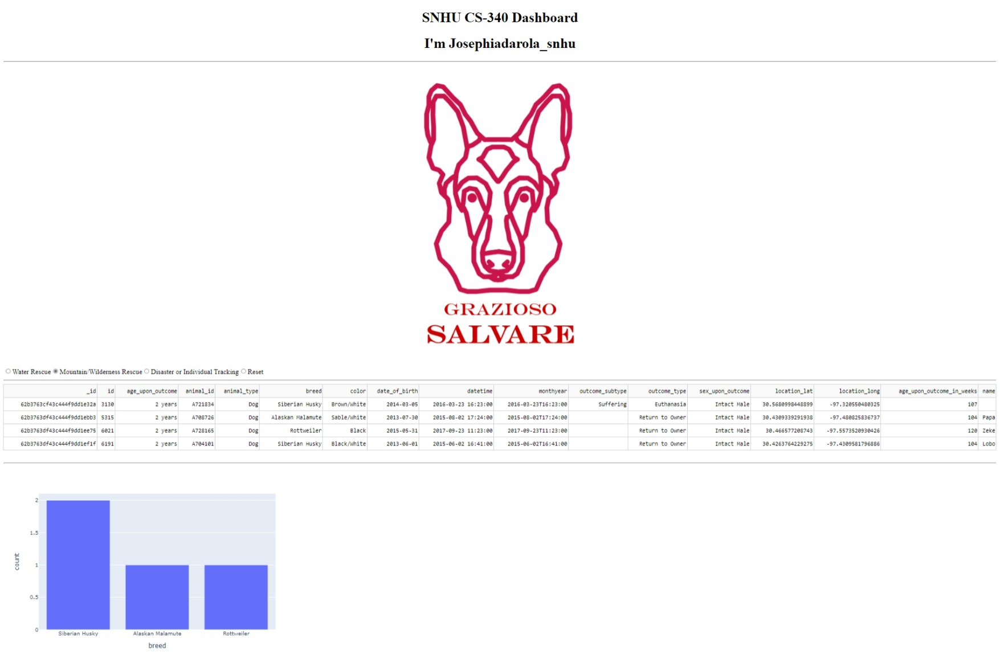 SNHU CS-340 Dashboard
I'm Josephiadarola_snhu
GRAZIOSO
SALVARE
Water Rescue Mountain/Wilderness Rescue Disaster or Individual Tracking Reset
_id id age_upon_outcome animal_id animal_type breed color date_of_birth datetime monthyear outcome_subtype outcome_type sex_upon_outcome location_lat location_long age_upon_outcome_in_weeks name
62b3763cf43c444f9dd1e32a 3130 2 years A721834 Dog Siberian Husky Brown/White 2014-03-05 2016-03-23 16:23:00 2016-03-23T16:23:00 Suffering Euthanasia Intact Male 30.5680998448899 -97.320550480325 107
62b3763df43c444f9dd1ebb3 5315 2 years A708726 Dog Alaskan Malamute Sable/White 2013-07-30 2015-08-02 17:24:00 2015-08-02T17:24:00 Return to Owner Intact Male 30.4309339291938 -97.480825836737 104 Papa
62b3763df43c444f9dd1ee75 6021 2 years A728165 Dog Rottweiler Black 2015-05-31 2017-09-23 11:23:00 2017-09-23T11:23:00 Return to Owner Intact Male 30.466577208743 -97.5573520930426 120 Zeke
62b3763df43c444f9dd1ef1f 6191 2 years A704101 Dog Siberian Husky Black/White 2013-06-01 2015-06-02 16:41:00 2015-06-02T16:41:00 Return to Owner Intact Male 30.4263764229275 -97.4309581796886 104 Lobo
2
1.5
1
0.5
0
count
Siberian Husky Alaskan Malamute Rottweiler
breed